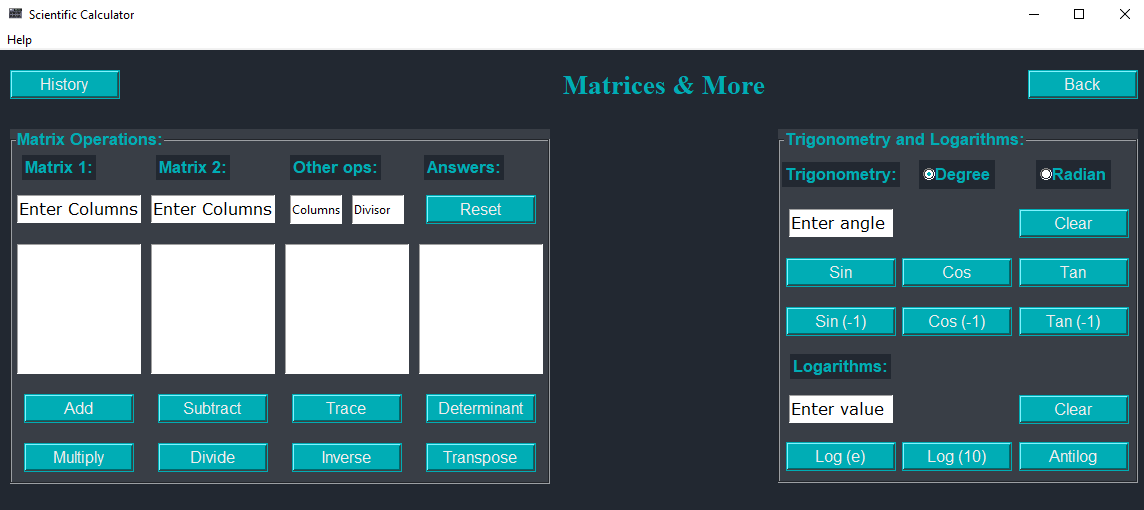 Scientific Calculator
Help
History
Matrices & More
Back
Matrix Operations:
Matrix 1:
Matrix 2:
Other ops:
Answers:
Enter Columns
Enter Columns
Columns
Divisor
Reset
Add
Subtract
Trace
Determinant
Multiply
Divide
Inverse
Transpose
Trigonometry and Logarithms:
Trigonometry:
Degree
Radian
Enter angle
Clear
Sin
Cos
Tan
Sin (-1)
Cos (-1)
Tan (-1)
Logarithms:
Enter value
Clear
Log (e)
Log (10)
Antilog